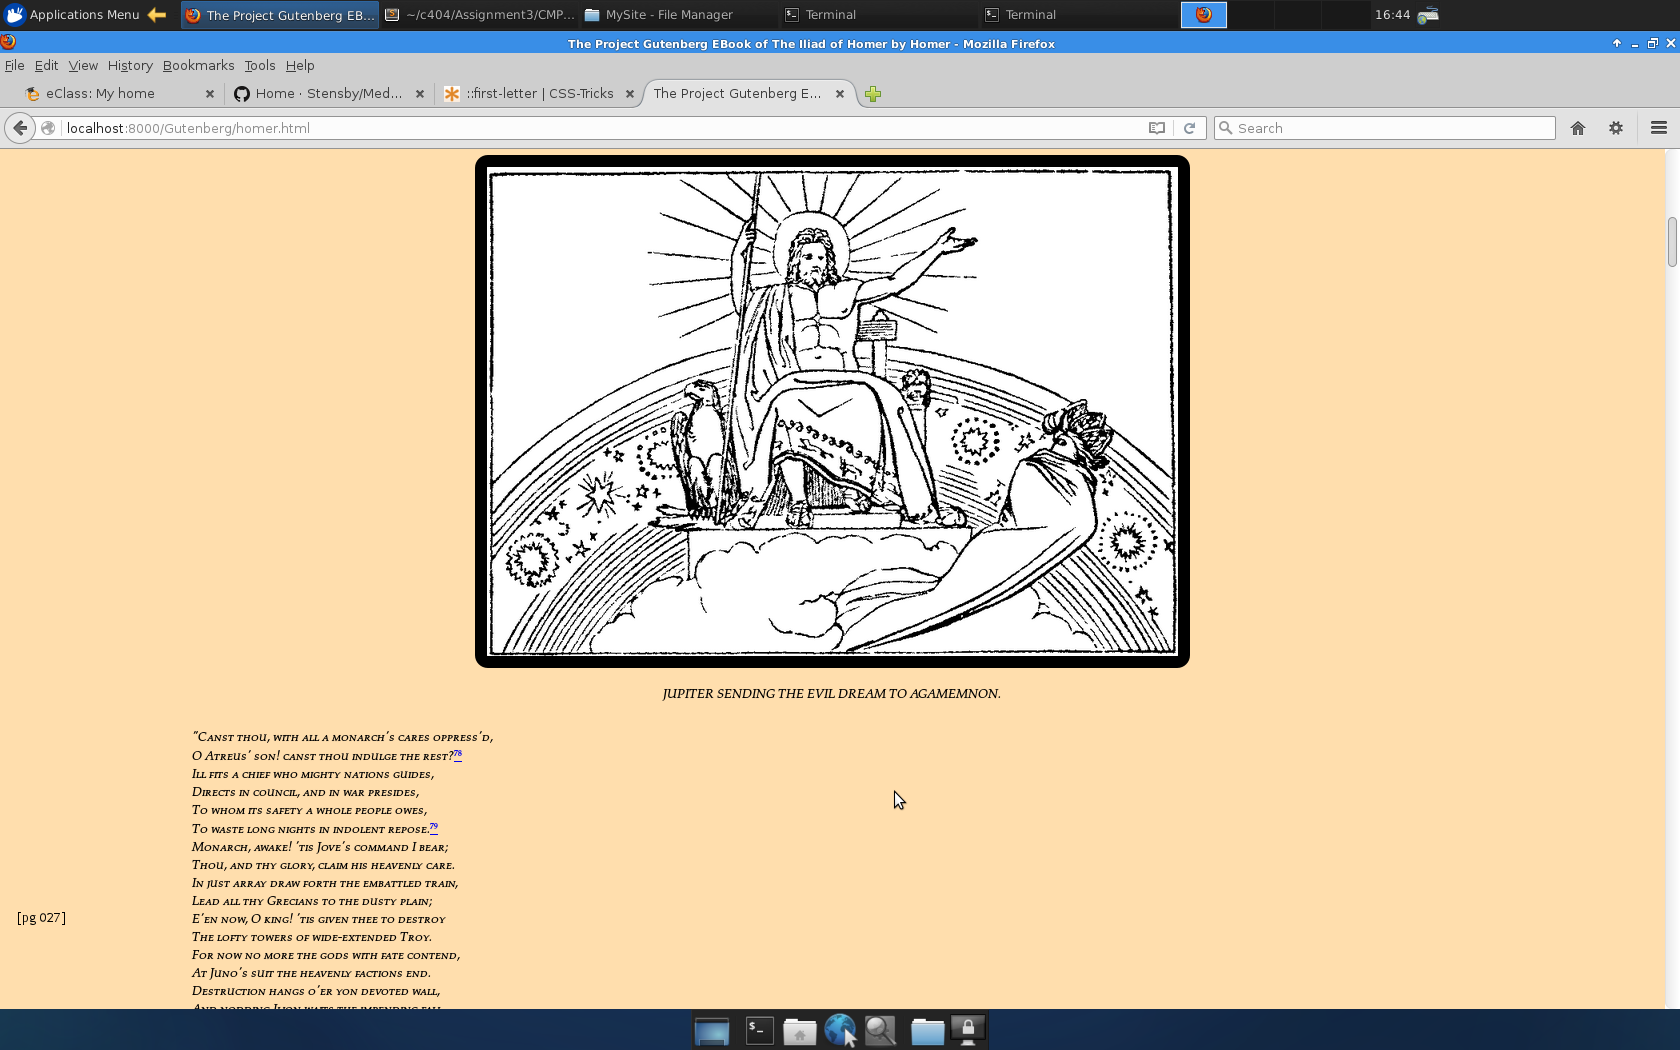 Applications Menu
The Project Gutenberg EB...
~/c404/Assignment3/CMP...
MySite - File Manager
Terminal
Terminal
16:44
The Project Gutenberg EBook of The Iliad of Homer by Homer - Mozilla Firefox
File Edit View History Bookmarks Tools Help
eClass: My home
Home · Stensby/Med...
::first-letter | CSS-Tricks
The Project Gutenberg E...
localhost:8000/Gutenberg/homer.html
Search
JUPITER SENDING THE EVIL DREAM TO AGAMEMNON.
"Canst thou, with all a monarch's cares oppress'd,
O Atreus' son! canst thou indulge the rest?78
Ill fits a chief who mighty nations guides,
Directs in council, and in war presides,
To whom its safety a whole people owes,
To waste long nights in indolent repose.79
Monarch, awake! 'tis Jove's command I bear;
Thou, and thy glory, claim his heavenly care.
In just array draw forth the embattled train,
Lead all thy Grecians to the dusty plain;
[pg 027]
E'en now, O king! 'tis given thee to destroy
The lofty towers of wide-extended Troy.
For now no more the gods with fate contend,
At Juno's suit the heavenly factions end.
Destruction hangs o'er yon devoted wall,